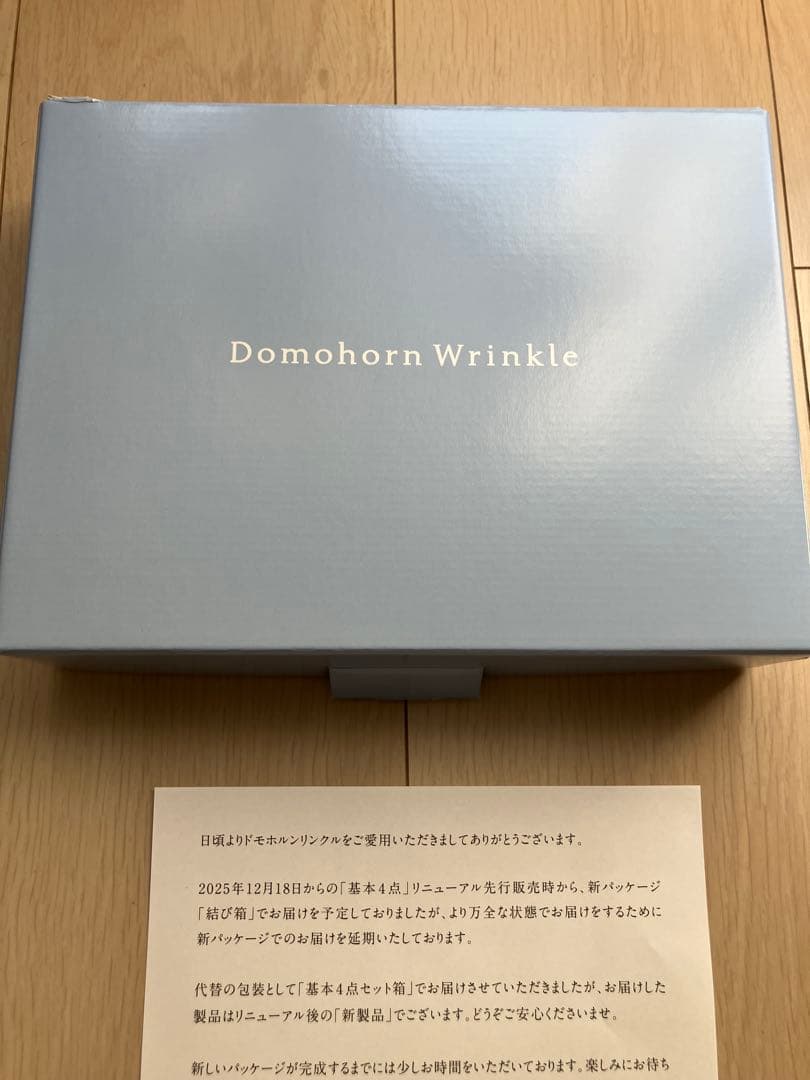 Domohorn Wrinkle
日頃よりドモホルンリンクルをご愛用いただきましてありがとうございます。
2025年12月18日からの「基本4点」リニューアル先行販売時から、新パッケージ
「結び箱」でお届けを予定しておりましたが、より万全な状態でお届けをするために
新パッケージでのお届けを延期いたしております。
代替の包装として「基本4点セット箱」でお届けさせていただきましたが、お届けした
製品はリニューアル後の「新製品」でございます。どうぞご安心くださいませ。
新しいパッケージが完成するまでには少しお時間をいただいております。楽しみにお待ち